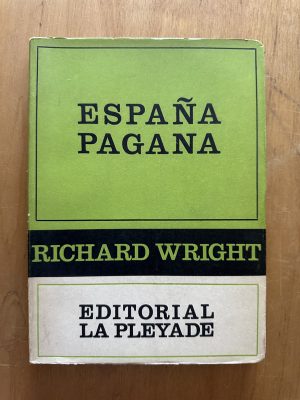 ESPAÑA
PAGANA
RICHARD WRIGHT
EDITORIAL
LA PLEYADE